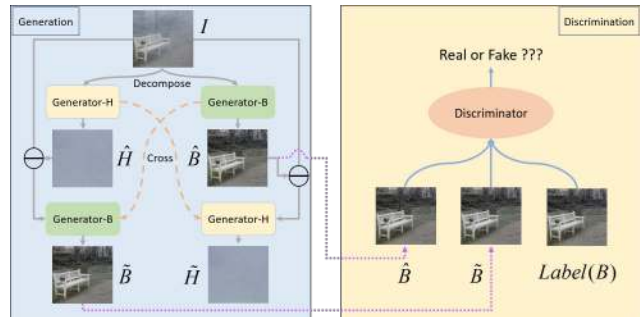 Generation
I
Decompose
Generator-H
Generator-B
Ĥ
Cross
B̂
Generator-B
Generator-H
B̃
H̃
Discrimination
Real or Fake ???
Discriminator
B̂
B̃
Label(B)